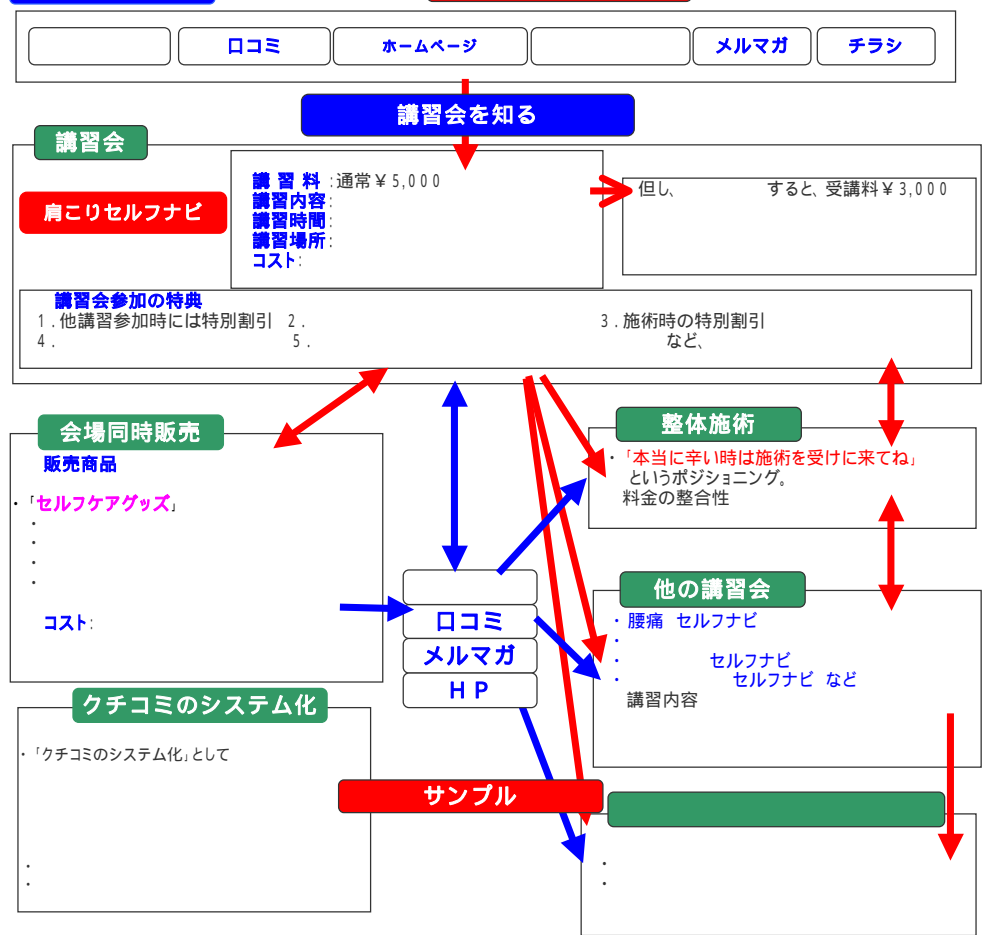 口コミ
ホームページ
メルマガ
チラシ
講習会を知る
講習会
肩こりセルフナビ
講習料:通常¥5,000
講習内容:
講習時間:
講習場所:
コスト:
但し、 すると、受講料¥3,000
講習会参加の特典
1.他講習参加時には特別割引 2. 3.施術時の特別割引
4. 5. など、
会場同時販売
販売商品
・「セルフケアグッズ」
・
・
・
・
コスト:
整体施術
・「本当に辛い時は施術を受けに来てね」
というポジショニング。
料金の整合性
口コミ
メルマガ
HP
他の講習会
・腰痛 セルフナビ
・
・ セルフナビ
・ セルフナビ など
講習内容
クチコミのシステム化
・「クチコミのシステム化」として
・
・
サンプル
・
・